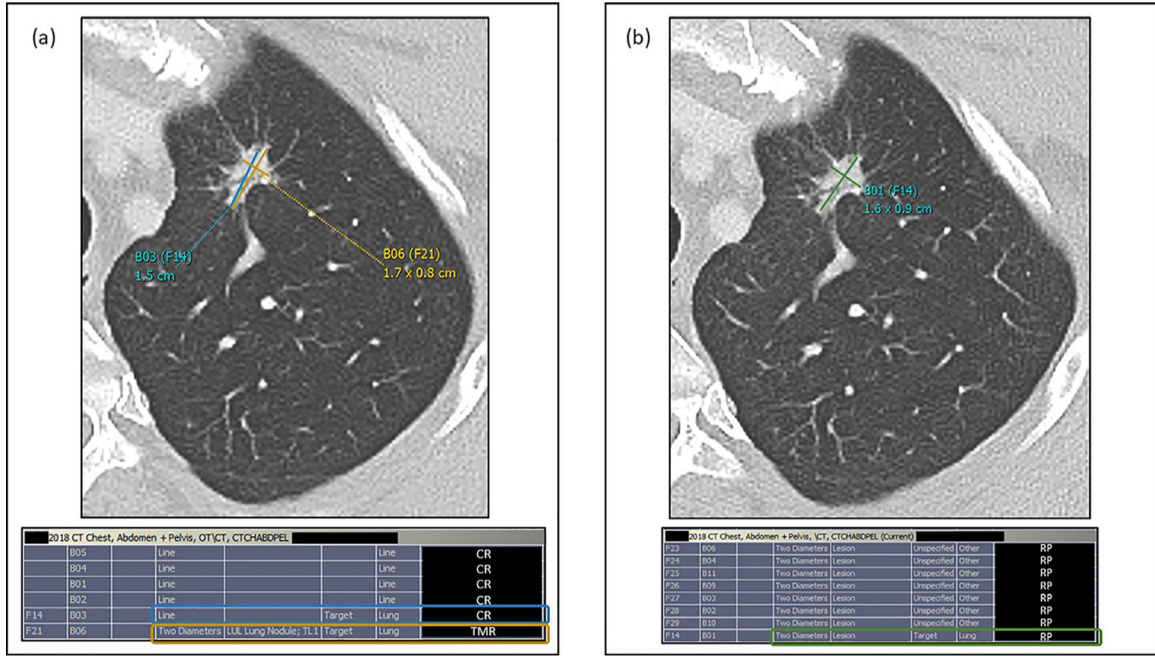 (a)
B03 (F14)
1.5 cm
B06 (F21)
1.7 x 0.8 cm
2018 CT Chest, Abdomen + Pelvis, OT\CT, CTCHABDPEL
B05 Line Line CR
B04 Line Line CR
B01 Line Line CR
B02 Line Line CR
F14 B03 Line Target Lung CR
F21 B06 Two Diameters LUL Lung Nodule; TL1 Target Lung TMR
(b)
B01 (F14)
1.6 x 0.9 cm
2018 CT Chest, Abdomen + Pelvis, \CT, CTCHABDPEL (Current)
F23 B06 Two Diameters Lesion Unspecified Other RP
F24 B04 Two Diameters Lesion Unspecified Other RP
F25 B11 Two Diameters Lesion Unspecified Other RP
F26 B09 Two Diameters Lesion Unspecified Other RP
F27 B03 Two Diameters Lesion Unspecified Other RP
F28 B02 Two Diameters Lesion Unspecified Other RP
F29 B10 Two Diameters Lesion Unspecified Other RP
F14 B01 Two Diameters Lesion Target Lung RP